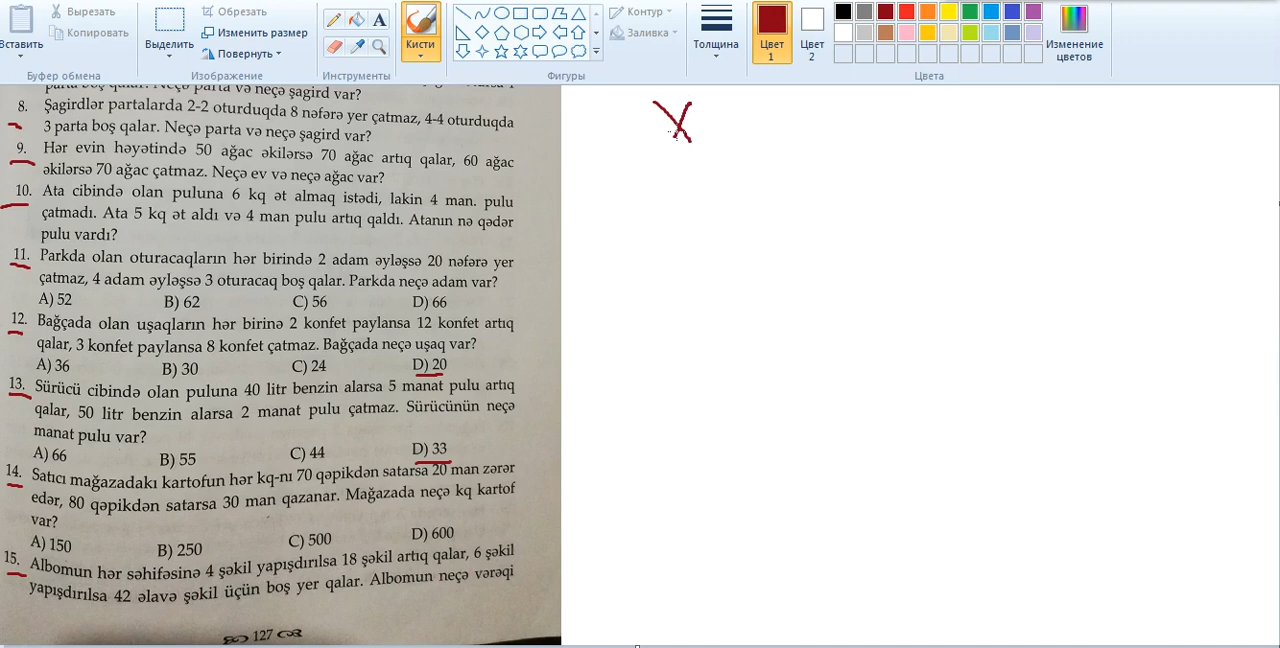 Вставить
Вырезать
Копировать
Буфер обмена
Выделить
Обрезать
Изменить размер
Повернуть
Изображение
A
Инструменты
Кисти
Контур
Заливка
Фигуры
Толщина
Цвет 1
Цвет 2
Изменение цветов
Цвета
parta boş qalar. Neçə parta və neçə şagird var?
8. Şagirdlər partalarda 2-2 oturduqda 8 nəfərə yer çatmaz, 4-4 oturduqda
3 parta boş qalar. Neçə parta və neçə şagird var?
9. Hər evin həyətində 50 ağac əkilərsə 70 ağac artıq qalar, 60 ağac
əkilərsə 70 ağac çatmaz. Neçə ev və neçə ağac var?
10. Ata cibində olan puluna 6 kq ət almaq istədi, lakin 4 man. pulu
çatmadı. Ata 5 kq ət aldı və 4 man pulu artıq qaldı. Atanın nə qədər
pulu vardı?
11. Parkda olan oturacaqların hər birində 2 adam əyləşsə 20 nəfərə yer
çatmaz, 4 adam əyləşsə 3 oturacaq boş qalar. Parkda neçə adam var?
A) 52 B) 62 C) 56 D) 66
12. Bağçada olan uşaqların hər birinə 2 konfet paylansa 12 konfet artıq
qalar, 3 konfet paylansa 8 konfet çatmaz. Bağçada neçə uşaq var?
A) 36 B) 30 C) 24 D) 20
13. Sürücü cibində olan puluna 40 litr benzin alarsa 5 manat pulu artıq
qalar, 50 litr benzin alarsa 2 manat pulu çatmaz. Sürücünün neçə
manat pulu var?
A) 66 B) 55 C) 44 D) 33
14. Satıcı mağazadakı kartofun hər kq-nı 70 qəpikdən satarsa 20 man zərər
edər, 80 qəpikdən satarsa 30 man qazanar. Mağazada neçə kq kartof
var?
A) 150 B) 250 C) 500 D) 600
15. Albomun hər səhifəsinə 4 şəkil yapışdırılsa 18 şəkil artıq qalar, 6 şəkil
yapışdırılsa 42 əlavə şəkil üçün boş yer qalar. Albomun neçə vərəqi
127